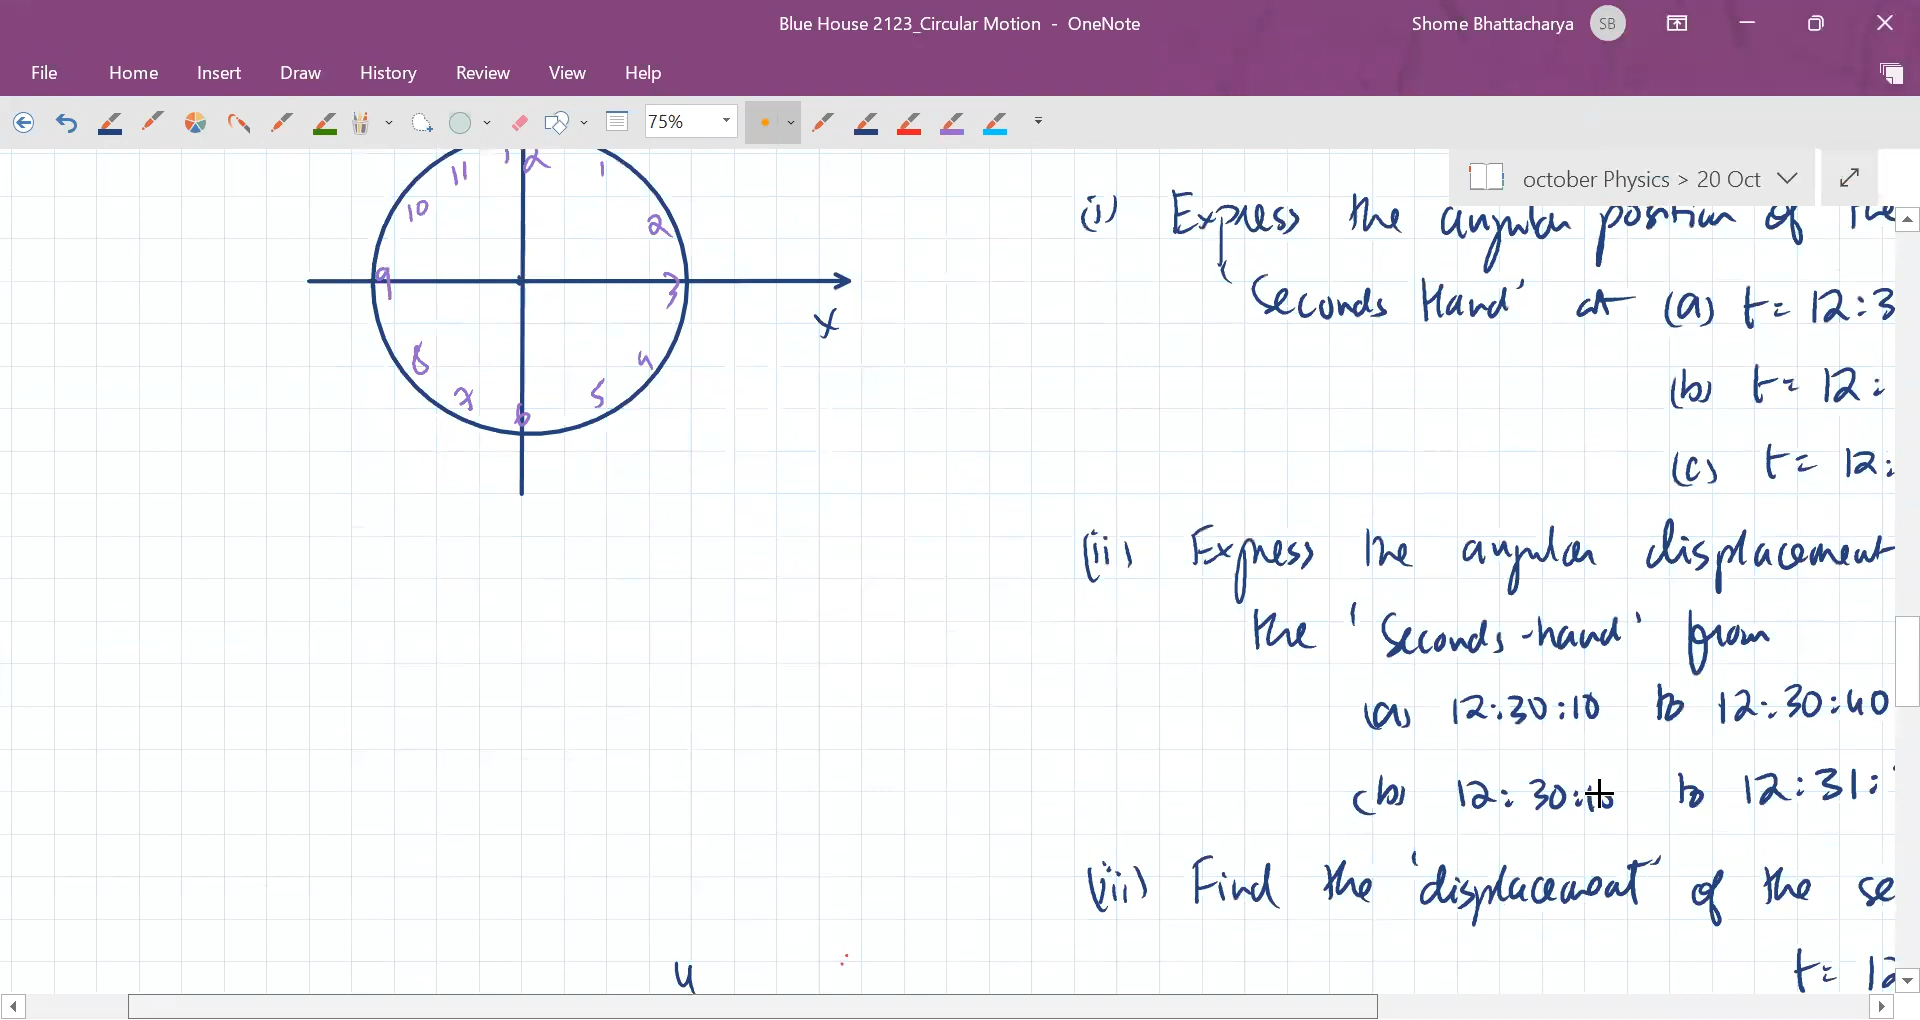 Blue House 2123_Circular Motion - OneNote
Shome Bhattacharya SB
File Home Insert Draw History Review View Help
75%
october Physics > 20 Oct
12
11
1
10
2
9
3
x
8
4
7
5
6
(i) Express the angular position of the
'Seconds Hand' at (a) t = 12:3
(b) t = 12:
(c) t = 12:
(ii) Express the angular displacement
the 'Seconds-hand' from
(a) 12:30:10 to 12:30:40
(b) 12:30:10 to 12:31:
(iii) Find the 'displacement' of the se
t = 12